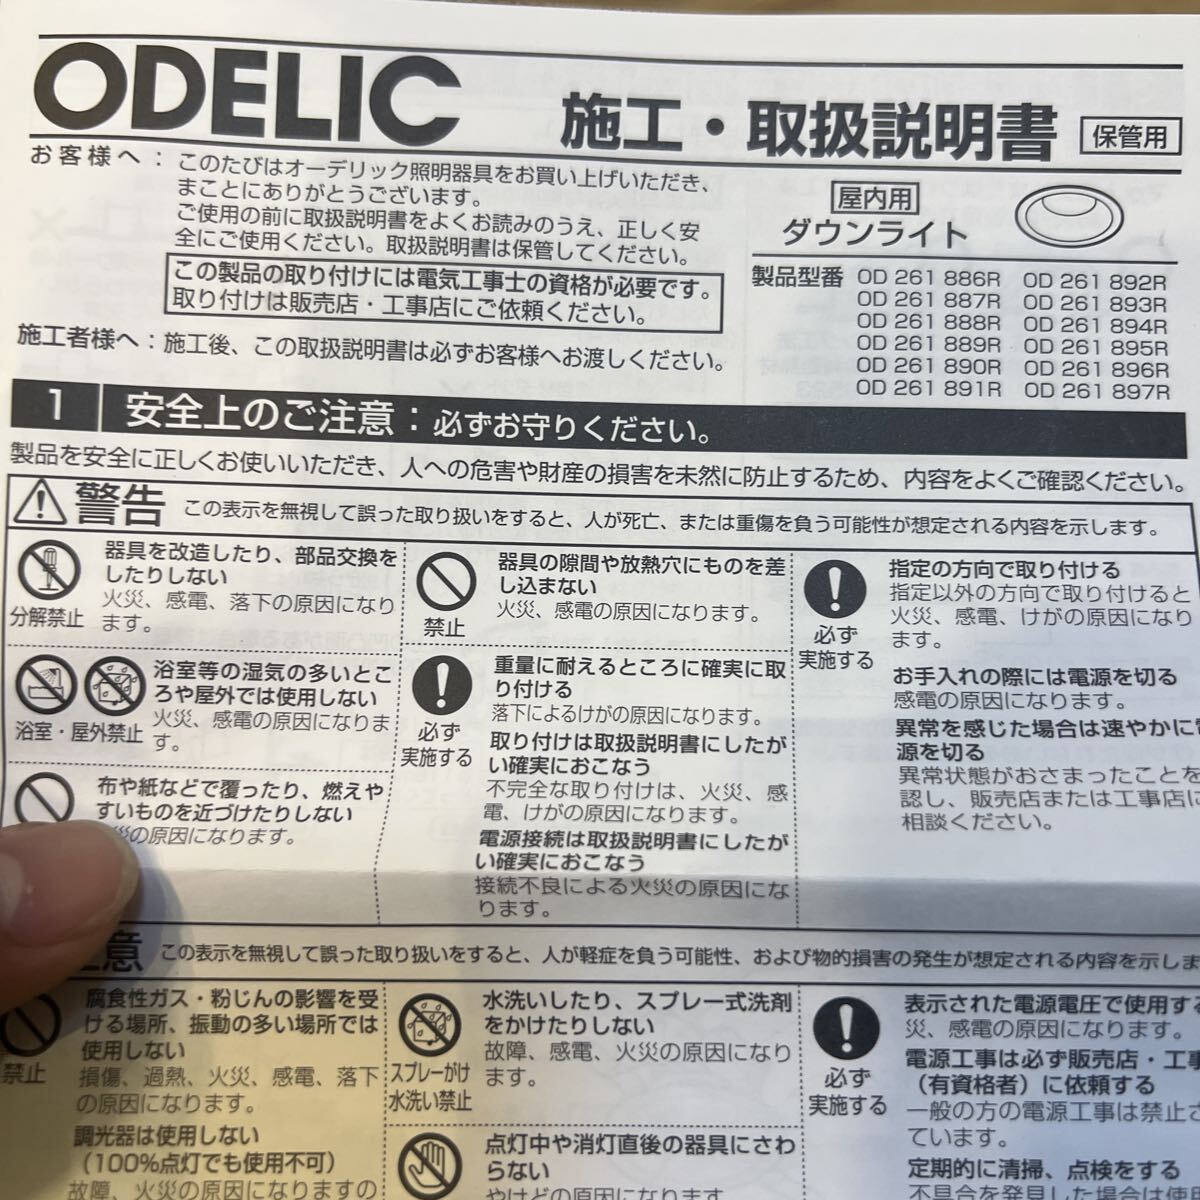 ODELIC
施工・取扱説明書
保管用
お客様へ：このたびはオーデリック照明器具をお買い上げいただき、
まことにありがとうございます。
ご使用の前に取扱説明書をよくお読みのうえ、正しく安
全にご使用ください。取扱説明書は保管してください。
この製品の取り付けには電気工事士の資格が必要です。
取り付けは販売店・工事店にご依頼ください。
施工者様へ：施工後、この取扱説明書は必ずお客様へお渡しください。
屋内用
ダウンライト
製品型番 OD 261 886R OD 261 892R
OD 261 887R OD 261 893R
OD 261 888R OD 261 894R
OD 261 889R OD 261 895R
OD 261 890R OD 261 896R
OD 261 891R OD 261 897R
1 安全上のご注意：必ずお守りください。
製品を安全に正しくお使いいただき、人への危害や財産の損害を未然に防止するため、内容をよくご確認ください。
警告 この表示を無視して誤った取り扱いをすると、人が死亡、または重傷を負う可能性が想定される内容を示します。
分解禁止
器具を改造したり、部品交換を
したりしない
火災、感電、落下の原因になり
ます。
浴室・屋外禁止
浴室等の湿気の多いとこ
ろや屋外では使用しない
火災、感電の原因になりま
す。
布や紙などで覆ったり、燃えや
すいものを近づけたりしない
災の原因になります。
禁止
器具の隙間や放熱穴にものを差
し込まない
火災、感電の原因になります。
必ず
実施する
重量に耐えるところに確実に取
り付ける
落下によるけがの原因になります。
取り付けは取扱説明書にしたが
い確実におこなう
不完全な取り付けは、火災、感
電、けがの原因になります。
電源接続は取扱説明書にしたが
い確実におこなう
接続不良による火災の原因にな
ります。
必ず
実施する
指定の方向で取り付ける
指定以外の方向で取り付けると
火災、感電、けがの原因になり
ます。
お手入れの際には電源を切る
感電の原因になります。
異常を感じた場合は速やかに
源を切る
異常状態がおさまったことを
認し、販売店または工事店に
相談ください。
意 この表示を無視して誤った取り扱いをすると、人が軽症を負う可能性、および物的損害の発生が想定される内容を示しま
禁止
腐食性ガス・粉じんの影響を受
ける場所、振動の多い場所では
使用しない
損傷、過熱、火災、感電、落下
の原因になります。
調光器は使用しない
（100%点灯でも使用不可）
故障、火災の原因になりますの
スプレーがけ
水洗い禁止
水洗いしたり、スプレー式洗剤
をかけたりしない
故障、感電、火災の原因になり
ます。
点灯中や消灯直後の器具にさわ
らない
やけどの原因になります。
必ず
実施する
表示された電源電圧で使用する
災、感電の原因になります。
電源工事は必ず販売店・工事
（有資格者）に依頼する
一般の方の電源工事は禁止さ
ています。
定期的に清掃、点検をする
不具合を発見した場合は使